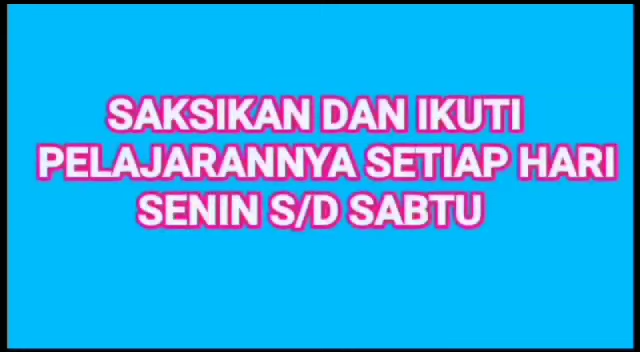 SAKSIKAN DAN IKUTI
PELAJARANNYA SETIAP HARI
SENIN S/D SABTU